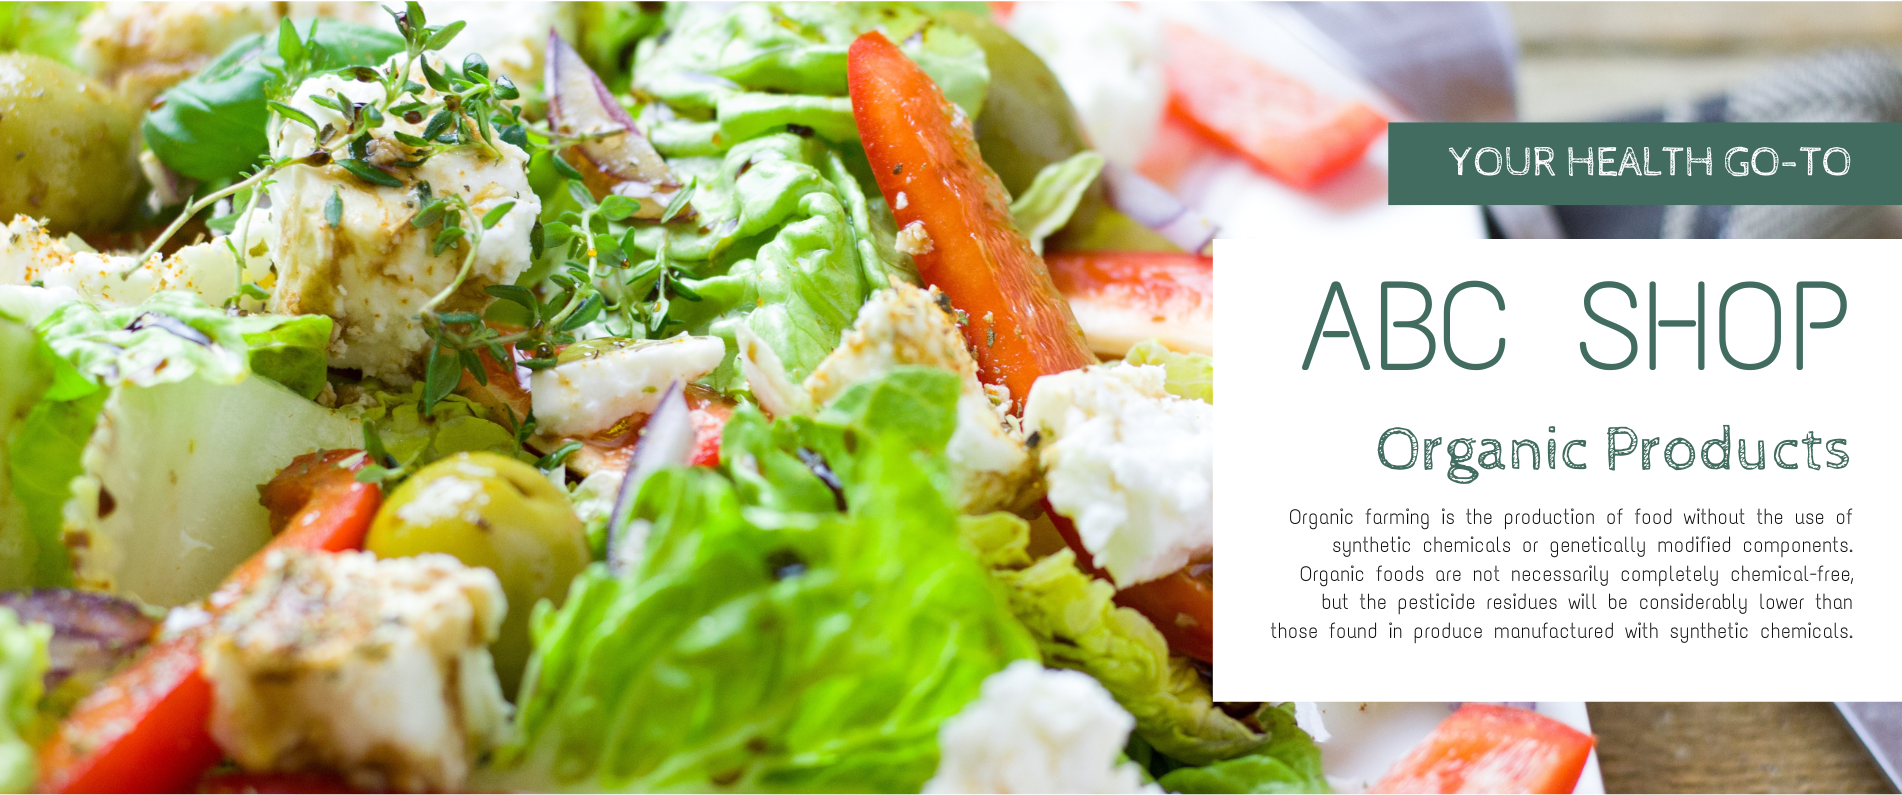 YOUR HEALTH GO-TO
ABC SHOP
Organic Products
Organic farming is the production of food without the use of
synthetic chemicals or genetically modified components.
Organic foods are not necessarily completely chemical-free,
but the pesticide residues will be considerably lower than
those found in produce manufactured with synthetic chemicals.